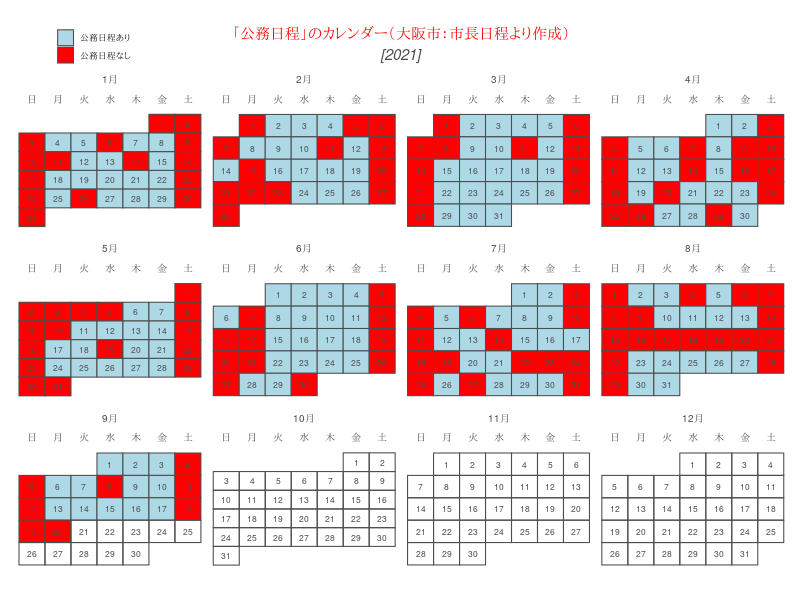 公務日程あり
公務日程なし
「公務日程」のカレンダー（大阪市：市長日程より作成）
[2021]
1月
日 月 火 水 木 金 土
1 2
3 4 5 6 7 8 9
10 11 12 13 14 15 16
17 18 19 20 21 22 23
24 25 26 27 28 29 30
31
2月
日 月 火 水 木 金 土
1 2 3 4 5 6
7 8 9 10 11 12 13
14 15 16 17 18 19 20
21 22 23 24 25 26 27
28
3月
日 月 火 水 木 金 土
1 2 3 4 5 6
7 8 9 10 11 12 13
14 15 16 17 18 19 20
21 22 23 24 25 26 27
28 29 30 31
4月
日 月 火 水 木 金 土
1 2 3
4 5 6 7 8 9 10
11 12 13 14 15 16 17
18 19 20 21 22 23 24
25 26 27 28 29 30
5月
日 月 火 水 木 金 土
1
2 3 4 5 6 7 8
9 10 11 12 13 14 15
16 17 18 19 20 21 22
23 24 25 26 27 28 29
30 31
6月
日 月 火 水 木 金 土
1 2 3 4 5
6 7 8 9 10 11 12
13 14 15 16 17 18 19
20 21 22 23 24 25 26
27 28 29 30
7月
日 月 火 水 木 金 土
1 2 3
4 5 6 7 8 9 10
11 12 13 14 15 16 17
18 19 20 21 22 23 24
25 26 27 28 29 30 31
8月
日 月 火 水 木 金 土
1 2 3 4 5 6 7
8 9 10 11 12 13 14
15 16 17 18 19 20 21
22 23 24 25 26 27 28
29 30 31
9月
日 月 火 水 木 金 土
1 2 3 4
5 6 7 8 9 10 11
12 13 14 15 16 17 18
19 20 21 22 23 24 25
26 27 28 29 30
10月
日 月 火 水 木 金 土
1 2
3 4 5 6 7 8 9
10 11 12 13 14 15 16
17 18 19 20 21 22 23
24 25 26 27 28 29 30
31
11月
日 月 火 水 木 金 土
1 2 3 4 5 6
7 8 9 10 11 12 13
14 15 16 17 18 19 20
21 22 23 24 25 26 27
28 29 30
12月
日 月 火 水 木 金 土
1 2 3 4
5 6 7 8 9 10 11
12 13 14 15 16 17 18
19 20 21 22 23 24 25
26 27 28 29 30 31